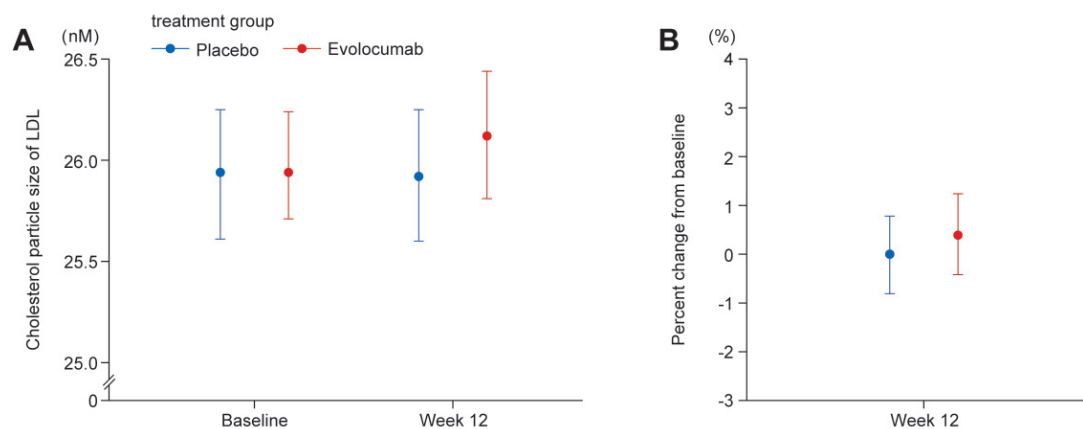 A
(nM)
treatment group
Placebo
Evolocumab
Cholesterol particle size of LDL
26.5
26.0
25.5
25.0
0
Baseline
Week 12
B
(%)
Percent change from baseline
4
3
2
1
0
-1
-2
-3
Week 12